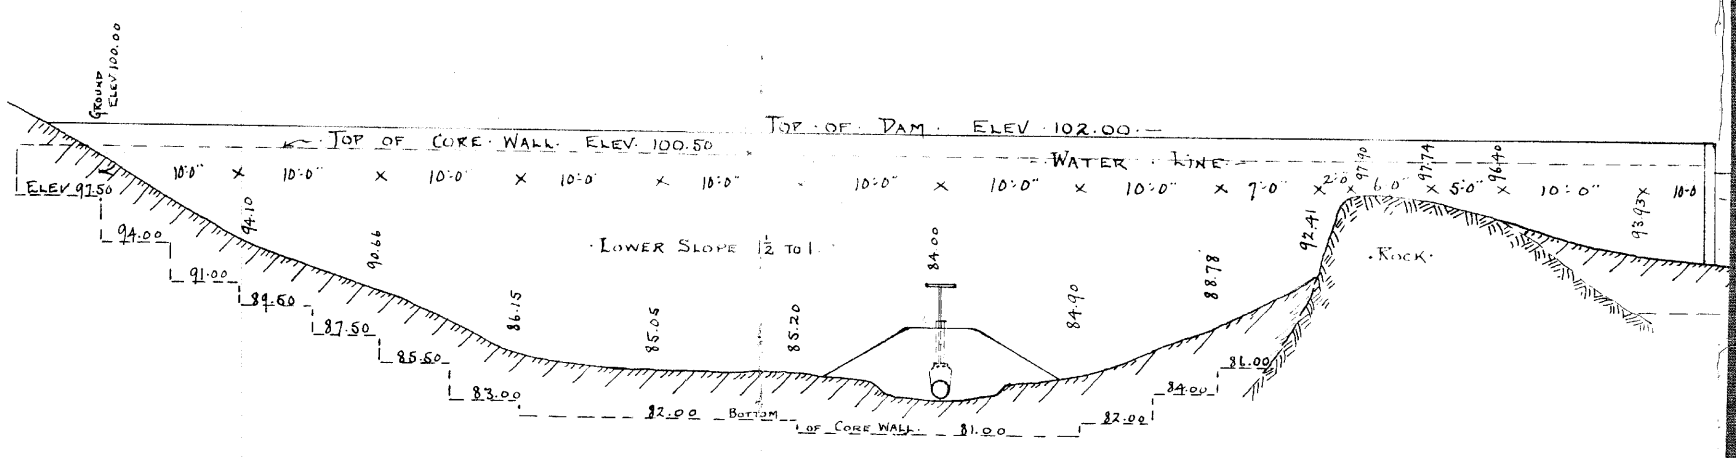 GROUND
ELEV 100.00
TOP OF DAM. ELEV 102.00.
TOP OF CORE WALL. ELEV. 100.50
WATER LINE
10'-0" x 10'-0" x 10'-0" x 10'-0" x 10'-0" 10'-0" x 10'-0" x 10'-0" x 7'-0" x 2'-0 x 6'-0" x 5'-0" x 10'-0" x 10-0
97.90
97.74
96.40
ELEV 97.50
94.00
94.10
91.00
90.66
89.50
87.50
86.15
85.50
85.05
83.00
85.20
LOWER SLOPE 1½ TO 1.
84.00
84.90
88.78
92.41
ROCK.
93.93
86.00
84.00
82.00
82.00 BOTTOM
OF CORE WALL. 81.00